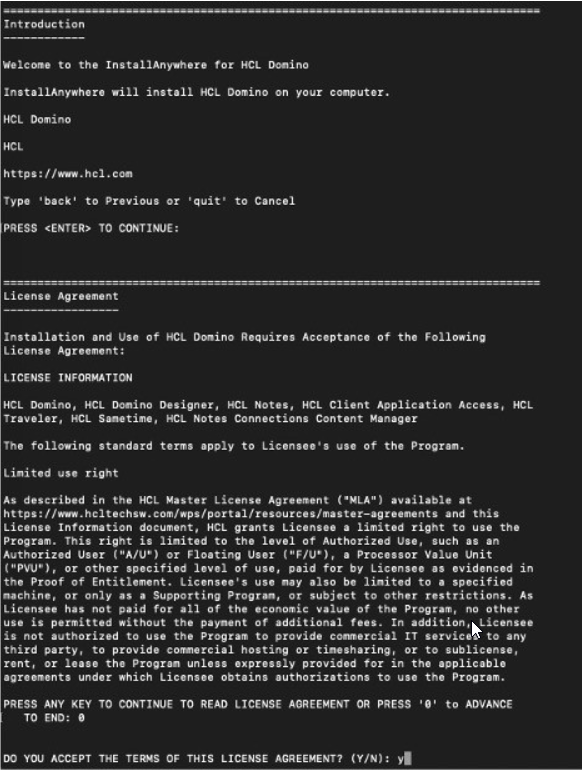 ================================================================================
Introduction
------------
Welcome to the InstallAnywhere for HCL Domino
InstallAnywhere will install HCL Domino on your computer.
HCL Domino
HCL
https://www.hcl.com
Type 'back' to Previous or 'quit' to Cancel
PRESS <ENTER> TO CONTINUE:
================================================================================
License Agreement
-----------------
Installation and Use of HCL Domino Requires Acceptance of the Following
License Agreement:
LICENSE INFORMATION
HCL Domino, HCL Domino Designer, HCL Notes, HCL Client Application Access, HCL
Traveler, HCL Sametime, HCL Notes Connections Content Manager
The following standard terms apply to Licensee's use of the Program.
Limited use right
As described in the HCL Master License Agreement ("MLA") available at
https://www.hcltechsw.com/wps/portal/resources/master-agreements and this
License Information document, HCL grants Licensee a limited right to use the
Program. This right is limited to the level of Authorized Use, such as an
Authorized User ("A/U") or Floating User ("F/U"), a Processor Value Unit
("PVU"), or other specified level of use, paid for by Licensee as evidenced in
the Proof of Entitlement. Licensee's use may also be limited to a specified
machine, or only as a Supporting Program, or subject to other restrictions. As
Licensee has not paid for all of the economic value of the Program, no other
use is permitted without the payment of additional fees. In addition, Licensee
is not authorized to use the Program to provide commercial IT services to any
third party, to provide commercial hosting or timesharing, or to sublicense,
rent, or lease the Program unless expressly provided for in the applicable
agreements under which Licensee obtains authorizations to use the Program.
PRESS ANY KEY TO CONTINUE TO READ LICENSE AGREEMENT OR PRESS '0' to ADVANCE
TO END: 0
DO YOU ACCEPT THE TERMS OF THIS LICENSE AGREEMENT? (Y/N): y